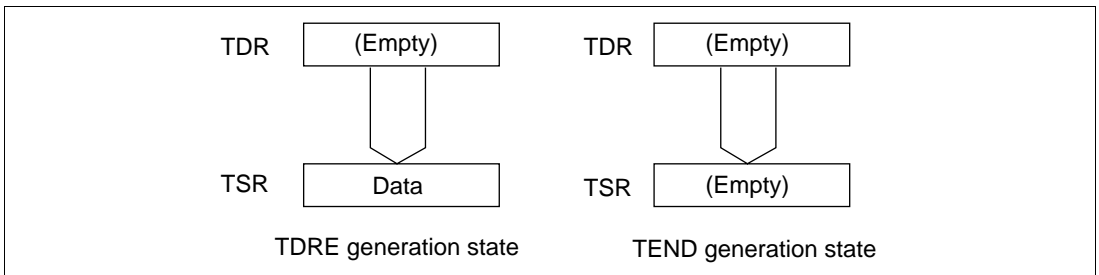 TDR (Empty) TDR (Empty)
TSR Data TSR (Empty)
TDRE generation state TEND generation state